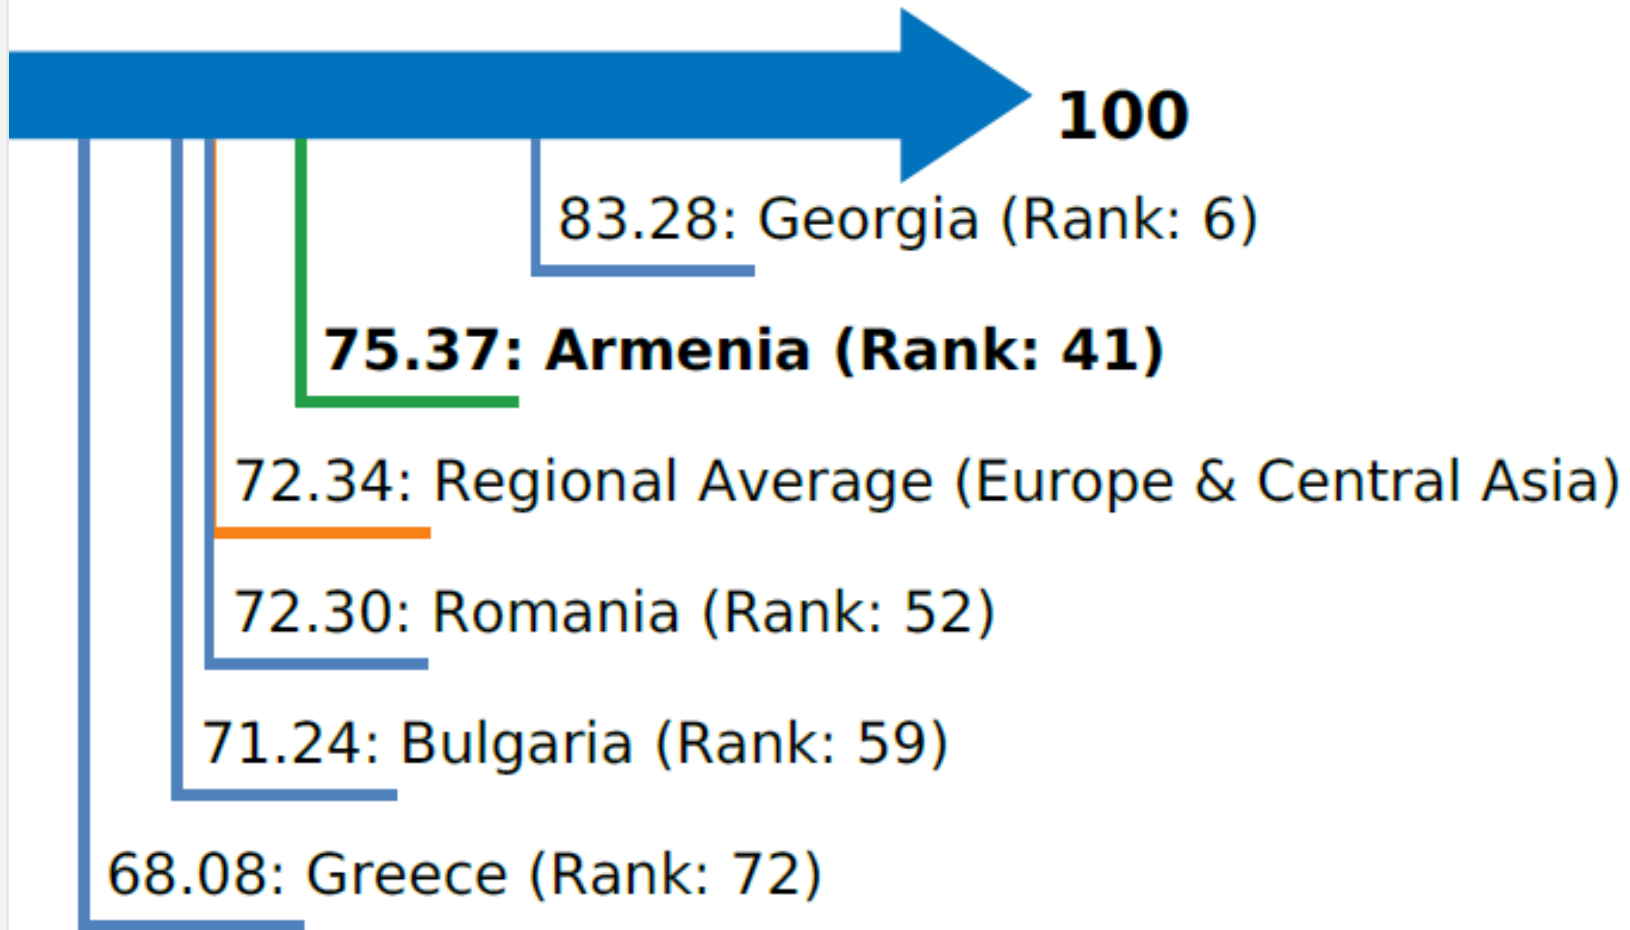 100
83.28: Georgia (Rank: 6)
75.37: Armenia (Rank: 41)
72.34: Regional Average (Europe & Central Asia)
72.30: Romania (Rank: 52)
71.24: Bulgaria (Rank: 59)
68.08: Greece (Rank: 72)